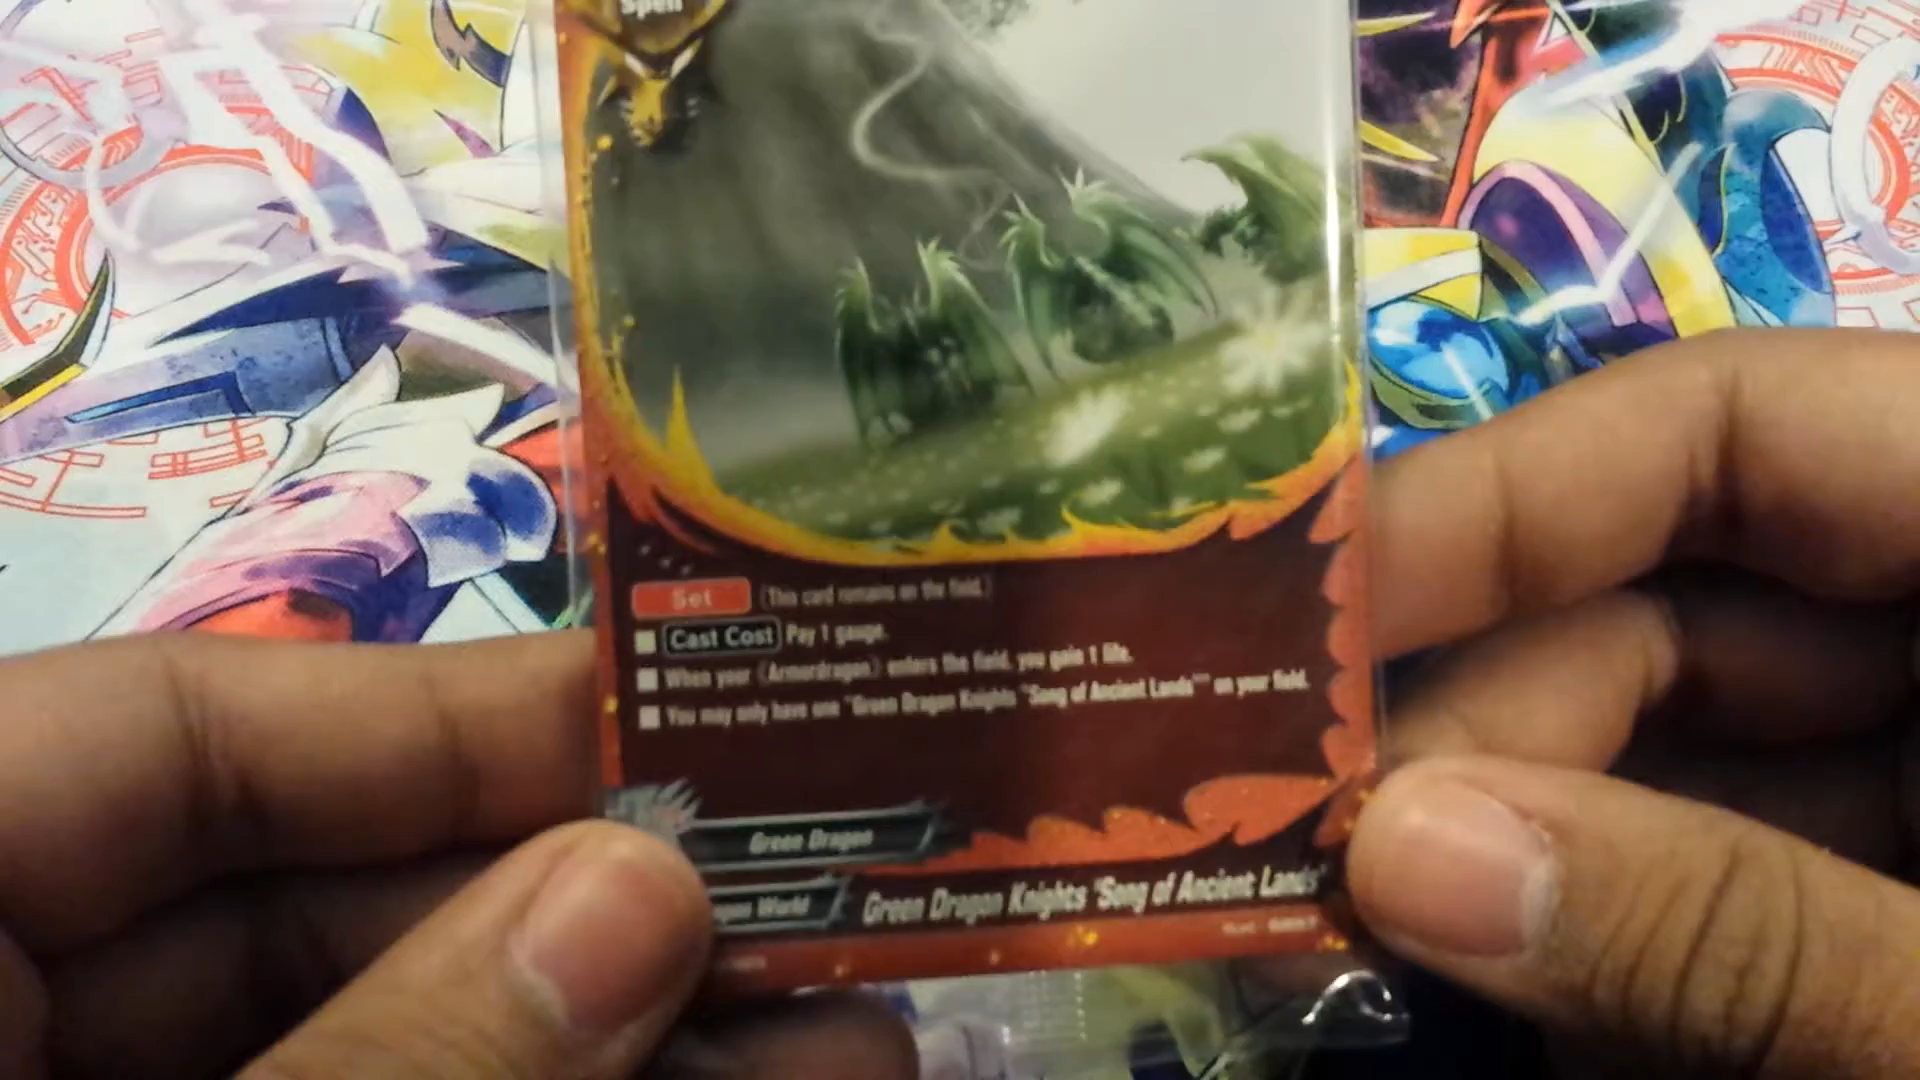 Spell
Set (This card remains on the field.)
Cast Cost Pay 1 gauge.
When your 《Armordragon》 enters the field, you gain 1 life.
You may only have one "Green Dragon Knights "Song of Ancient Lands"" on your field.
Green Dragon
World Green Dragon Knights "Song of Ancient Lands"